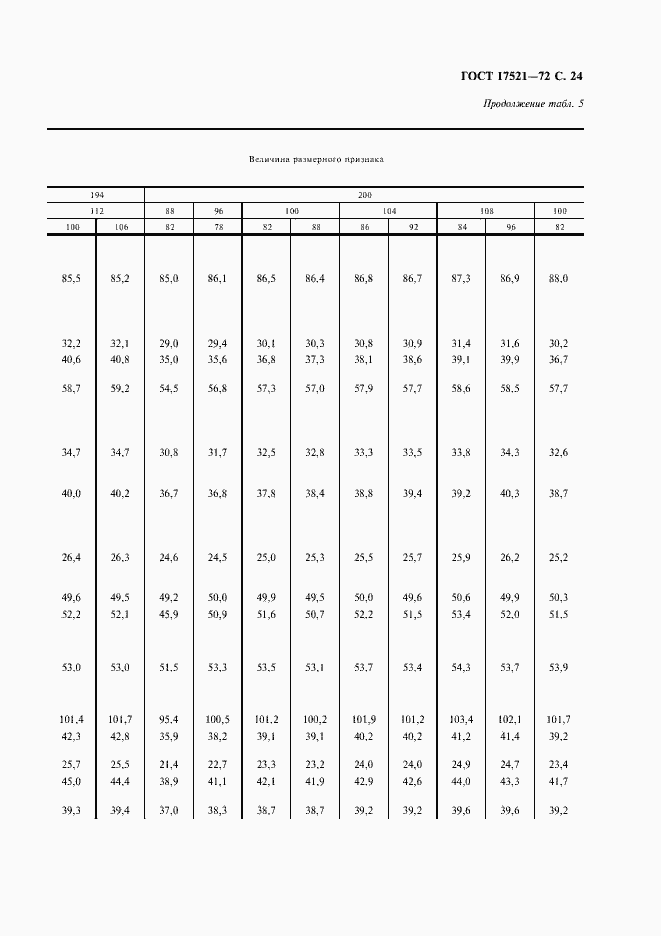 ГОСТ 17521—72 С. 24
Продолжение табл. 5
Величина размерного признака
194 200
112 88 96 100 104 108 100
100 106 82 78 82 88 86 92 84 96 82
85,5 85,2 85,0 86,1 86,5 86,4 86,8 86,7 87,3 86,9 88,0
32,2 32,1 29,0 29,4 30,1 30,3 30,8 30,9 31,4 31,6 30,2
40,6 40,8 35,0 35,6 36,8 37,3 38,1 38,6 39,1 39,9 36,7
58,7 59,2 54,5 56,8 57,3 57,0 57,9 57,7 58,6 58,5 57,7
34,7 34,7 30,8 31,7 32,5 32,8 33,3 33,5 33,8 34,3 32,6
40,0 40,2 36,7 36,8 37,8 38,4 38,8 39,4 39,2 40,3 38,7
26,4 26,3 24,6 24,5 25,0 25,3 25,5 25,7 25,9 26,2 25,2
49,6 49,5 49,2 50,0 49,9 49,5 50,0 49,6 50,6 49,9 50,3
52,2 52,1 45,9 50,9 51,6 50,7 52,2 51,5 53,4 52,0 51,5
53,0 53,0 51,5 53,3 53,5 53,1 53,7 53,4 54,3 53,7 53,9
101,4 101,7 95,4 100,5 101,2 100,2 101,9 101,2 103,4 102,1 101,7
42,3 42,8 35,9 38,2 39,1 39,1 40,2 40,2 41,2 41,4 39,2
25,7 25,5 21,4 22,7 23,3 23,2 24,0 24,0 24,9 24,7 23,4
45,0 44,4 38,9 41,1 42,1 41,9 42,9 42,6 44,0 43,3 41,7
39,3 39,4 37,0 38,3 38,7 38,7 39,2 39,2 39,6 39,6 39,2